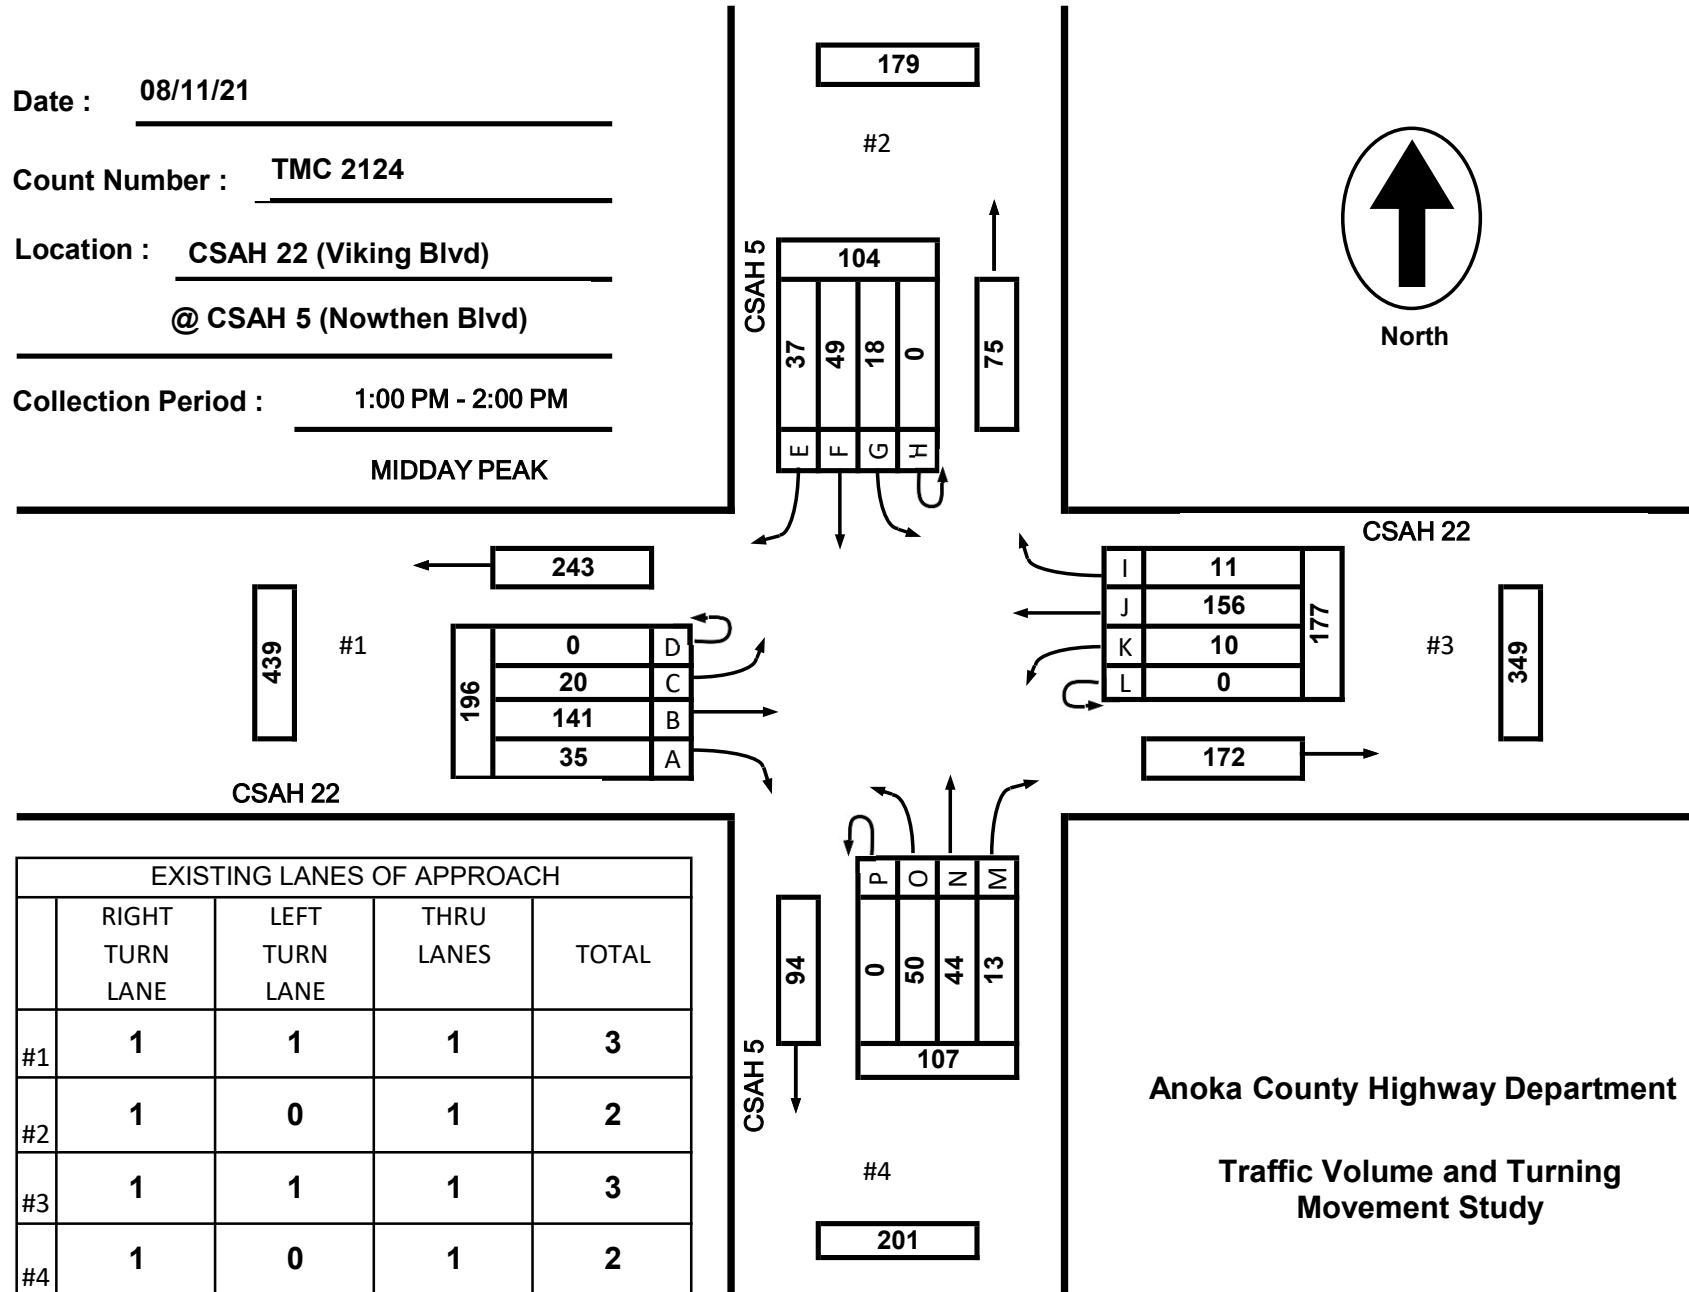 Date : 08/11/21
Count Number : TMC 2124
Location : CSAH 22 (Viking Blvd)
@ CSAH 5 (Nowthen Blvd)
Collection Period : 1:00 PM - 2:00 PM
MIDDAY PEAK
179
#2
CSAH 5
104
37 49 18 0
E F G H
75
North
CSAH 22
243
439
#1
196
0 D
20 C
141 B
35 A
CSAH 22
I 11
J 156
K 10
L 0
177
#3
349
172
P O N M
0 50 44 13
107
94
CSAH 5
#4
201
EXISTING LANES OF APPROACH
RIGHT TURN LANE
LEFT TURN LANE
THRU LANES
TOTAL
#1 1 1 1 3
#2 1 0 1 2
#3 1 1 1 3
#4 1 0 1 2
Anoka County Highway Department
Traffic Volume and Turning
Movement Study